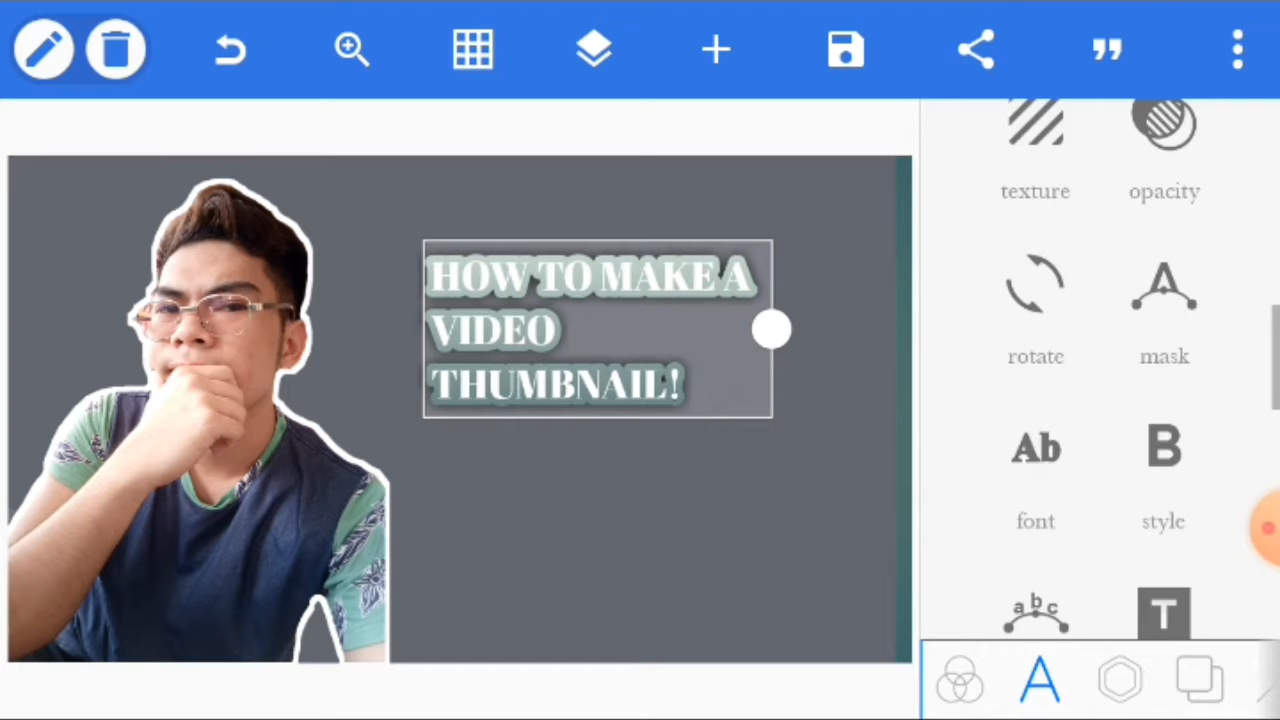 texture
opacity
HOW TO MAKE A
VIDEO
THUMBNAIL!
rotate
mask
Ab
B
font
style
abc
T
A